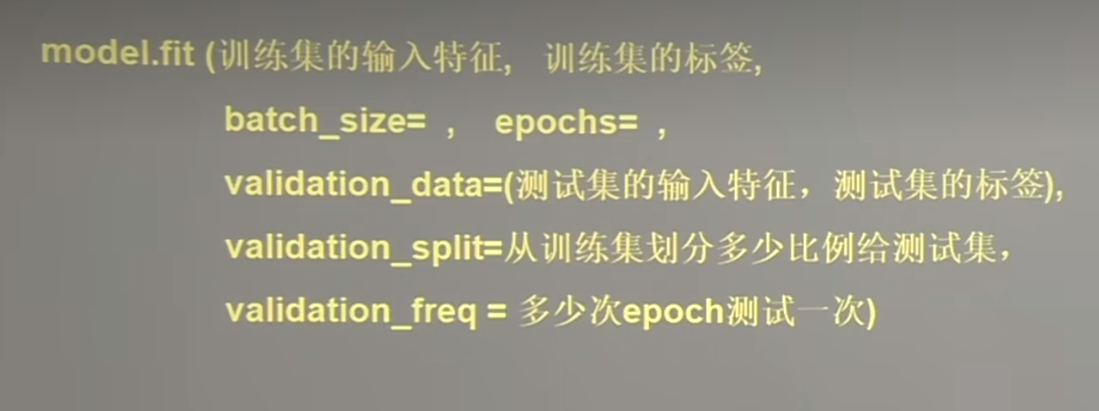 model.fit (训练集的输入特征, 训练集的标签,
batch_size= , epochs= ,
validation_data=(测试集的输入特征，测试集的标签),
validation_split=从训练集划分多少比例给测试集，
validation_freq = 多少次epoch测试一次)